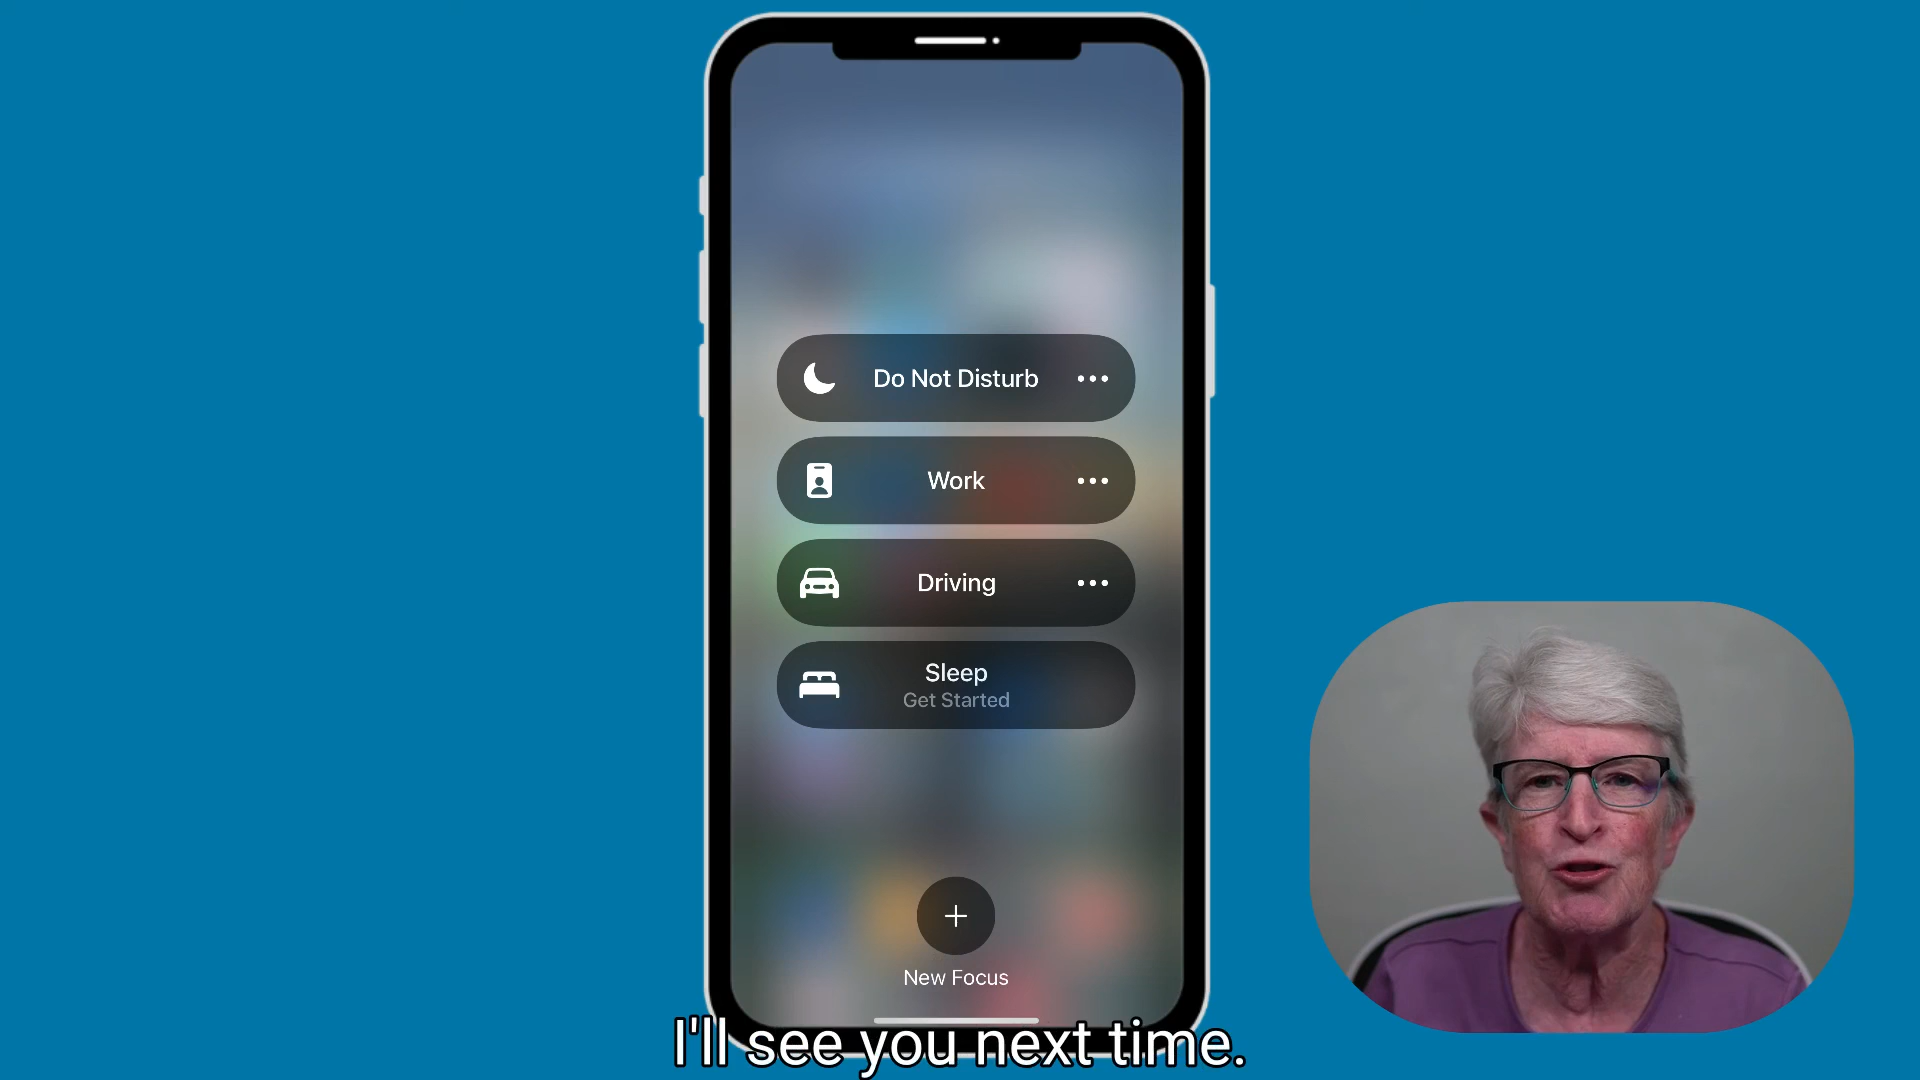 Do Not Disturb
Work
Driving
Sleep
Get Started
New Focus
I'll see you next time.